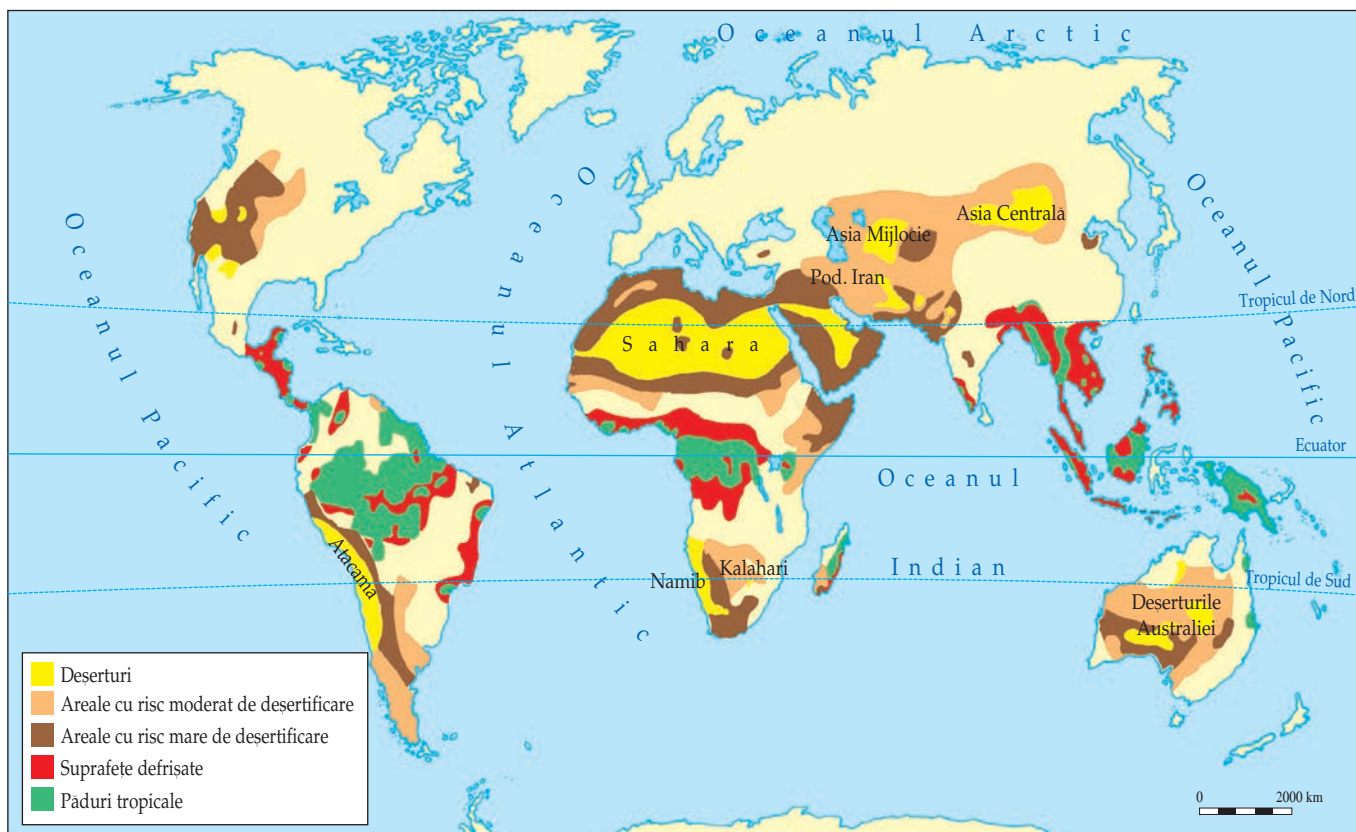 Oceanul Arctic
Oceanul Pacific
Oceanul Atlantic
Oceanul Pacific
Asia Centrală
Asia Mijlocie
Pod. Iran
Tropicul de Nord
Sahara
Ecuator
Oceanul
Indian
Atacama
Namib
Kalahari
Tropicul de Sud
Deșerturile
Australiei
Deșerturi
Areale cu risc moderat de deșertificare
Areale cu risc mare de deșertificare
Suprafețe defrișate
Păduri tropicale
0 2000 km